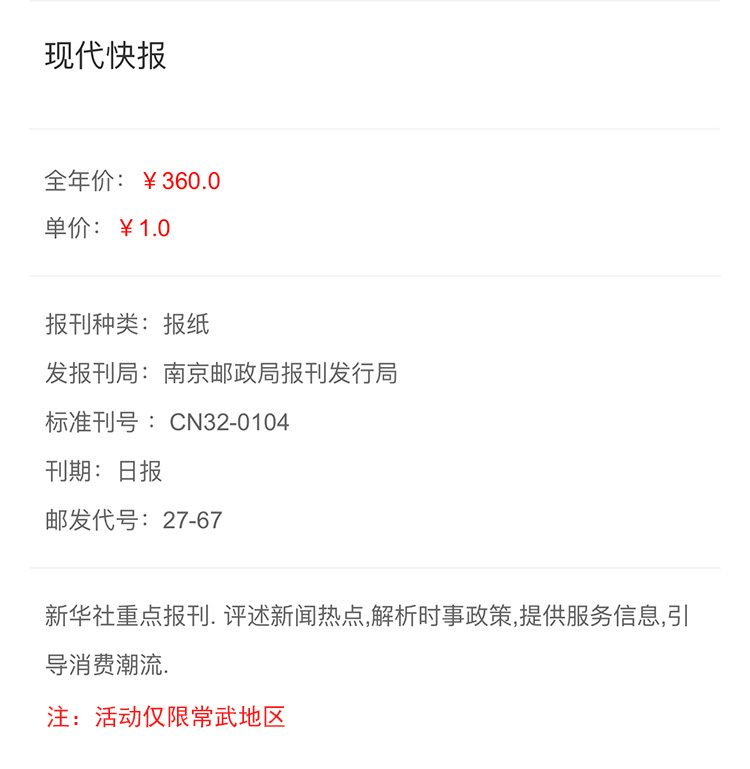 现代快报
全年价：￥360.0
单价：￥1.0
报刊种类：报纸
发报刊局：南京邮政局报刊发行局
标准刊号 ：CN32-0104
刊期：日报
邮发代号：27-67
新华社重点报刊. 评述新闻热点,解析时事政策,提供服务信息,引
导消费潮流.
注：活动仅限常武地区